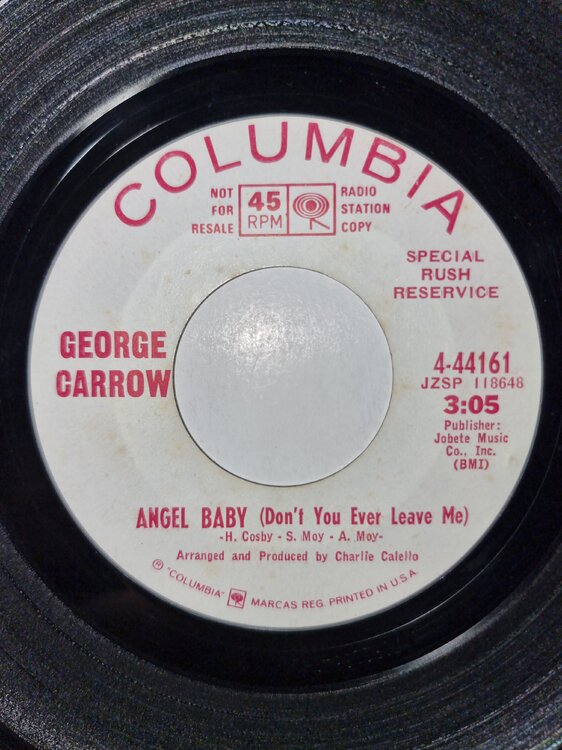 COLUMBIA
NOT
FOR
RESALE
45
RPM
RADIO
STATION
COPY
SPECIAL
RUSH
RESERVICE
GEORGE
CARROW
4-44161
JZSP 118648
3:05
Publisher:
Jobete Music
Co., Inc.
(BMI)
ANGEL BABY (Don't You Ever Leave Me)
-H. Cosby - S. Moy - A. Moy-
Arranged and Produced by Charlie Calello
® "COLUMBIA" MARCAS REG. PRINTED IN U.S.A.